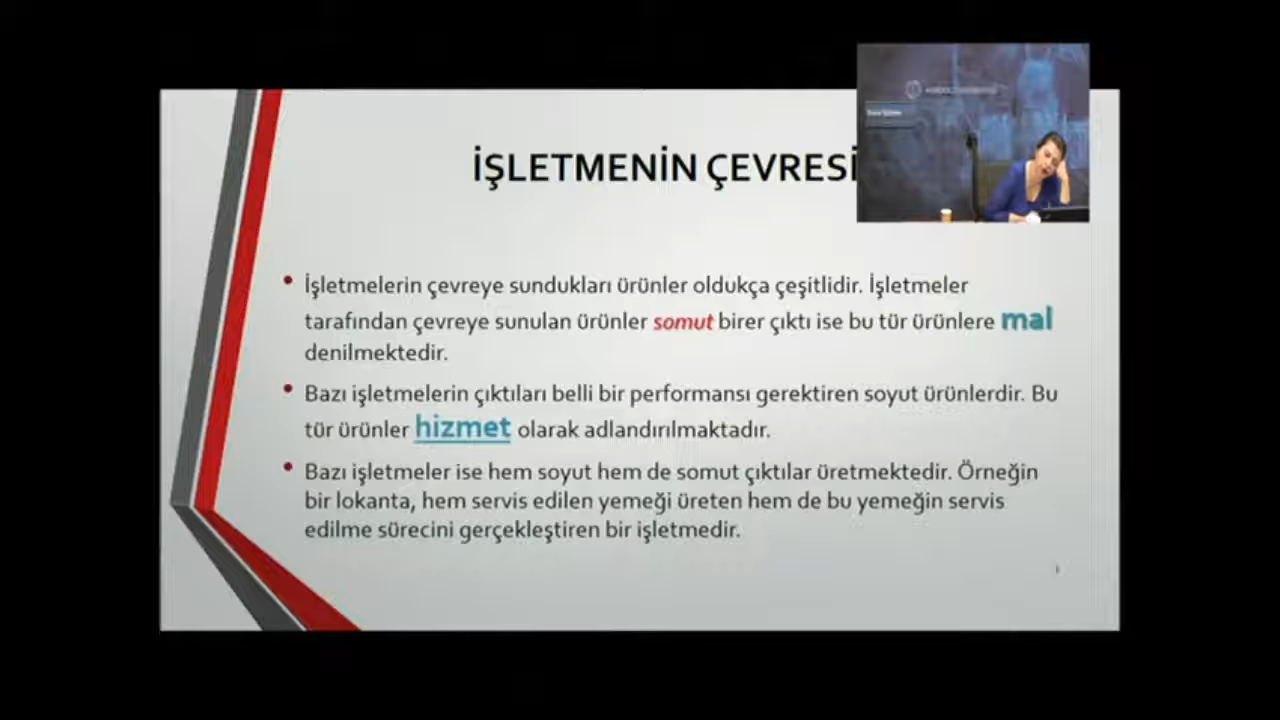 İŞLETMENİN ÇEVRESİ
• İşletmelerin çevreye sundukları ürünler oldukça çeşitlidir. İşletmeler
tarafından çevreye sunulan ürünler somut birer çıktı ise bu tür ürünlere mal
denilmektedir.
• Bazı işletmelerin çıktıları belli bir performansı gerektiren soyut ürünlerdir. Bu
tür ürünler hizmet olarak adlandırılmaktadır.
• Bazı işletmeler ise hem soyut hem de somut çıktılar üretmektedir. Örneğin
bir lokanta, hem servis edilen yemeği üreten hem de bu yemeğin servis
edilme sürecini gerçekleştiren bir işletmedir.